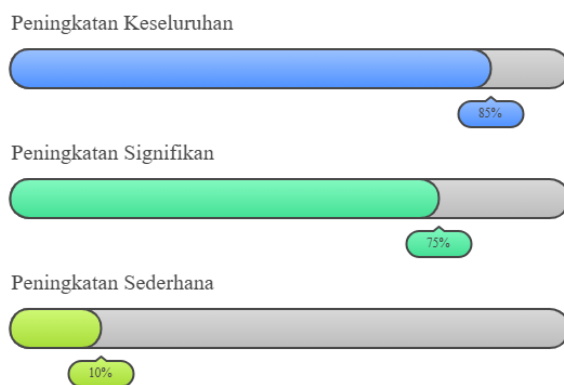 Peningkatan Keseluruhan
85%
Peningkatan Signifikan
75%
Peningkatan Sederhana
10%